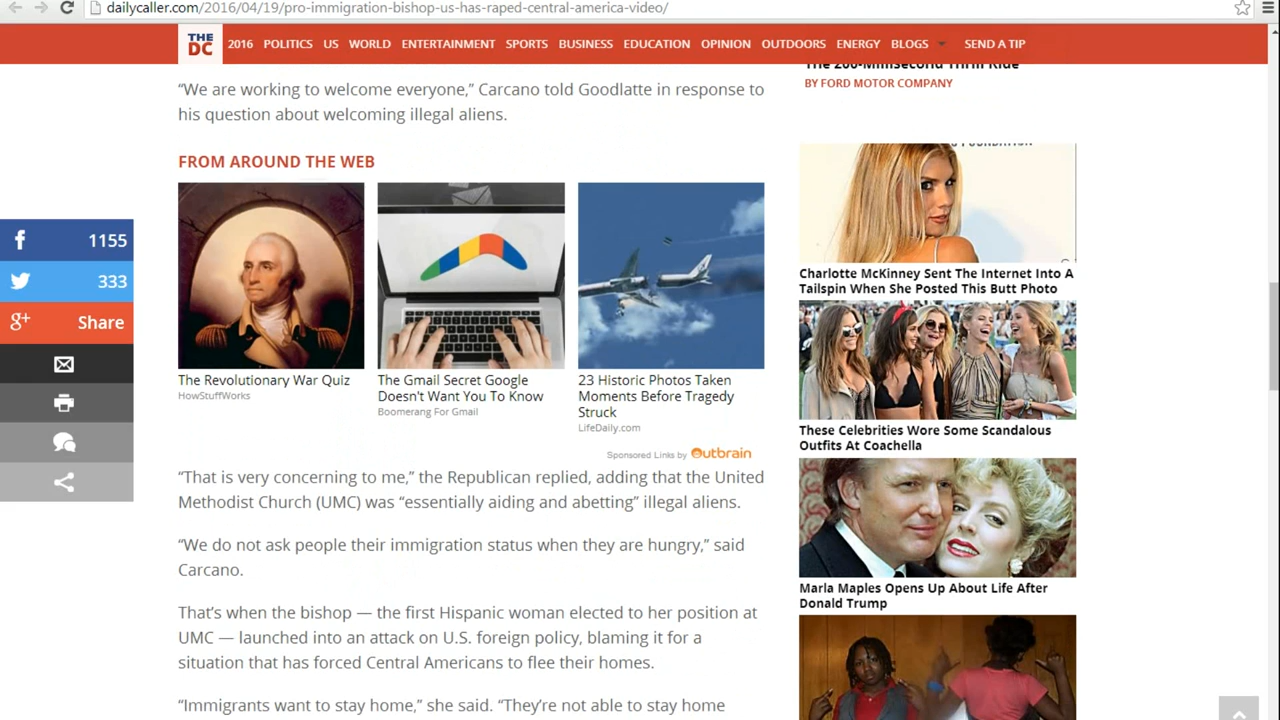 dailycaller.com/2016/04/19/pro-immigration-bishop-us-has-raped-central-america-video/
THE
DC
2016 POLITICS US WORLD ENTERTAINMENT SPORTS BUSINESS EDUCATION OPINION OUTDOORS ENERGY BLOGS SEND A TIP
“We are working to welcome everyone,” Carcano told Goodlatte in response to
his question about welcoming illegal aliens.
FROM AROUND THE WEB
The Revolutionary War Quiz
HowStuffWorks
The Gmail Secret Google
Doesn't Want You To Know
Boomerang For Gmail
23 Historic Photos Taken
Moments Before Tragedy
Struck
LifeDaily.com
Sponsored Links by Outbrain
“That is very concerning to me,” the Republican replied, adding that the United
Methodist Church (UMC) was “essentially aiding and abetting” illegal aliens.
“We do not ask people their immigration status when they are hungry,” said
Carcano.
That’s when the bishop — the first Hispanic woman elected to her position at
UMC — launched into an attack on U.S. foreign policy, blaming it for a
situation that has forced Central Americans to flee their homes.
“Immigrants want to stay home,” she said. “They’re not able to stay home
f 1155
333
g+ Share
The 200-Millisecond Thrill Ride
BY FORD MOTOR COMPANY
Charlotte McKinney Sent The Internet Into A
Tailspin When She Posted This Butt Photo
These Celebrities Wore Some Scandalous
Outfits At Coachella
Marla Maples Opens Up About Life After
Donald Trump